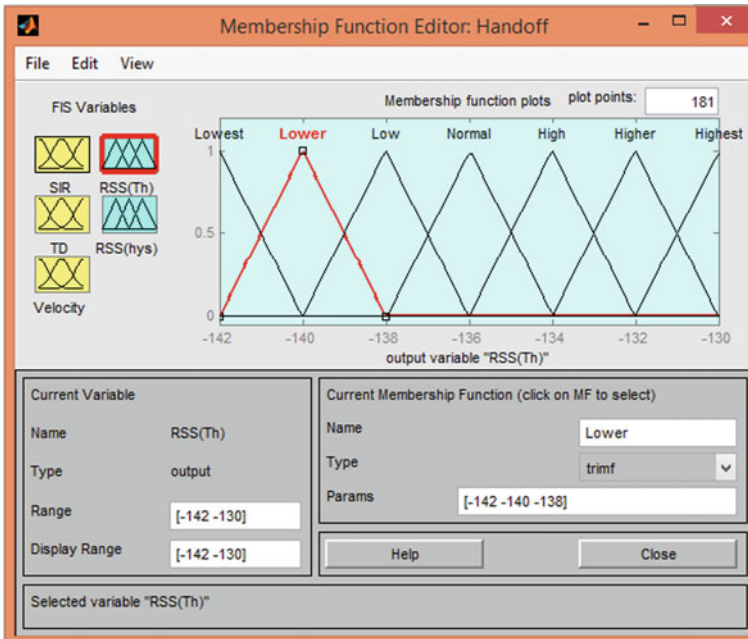 Membership Function Editor: Handoff
File Edit View
FIS Variables
Membership function plots plot points: 181
SIR
RSS(Th)
TD
RSS(hys)
Velocity
Lowest Lower Low Normal High Higher Highest
1
0.5
0
-142 -140 -138 -136 -134 -132 -130
output variable "RSS(Th)"
Current Variable
Name RSS(Th)
Type output
Range [-142 -130]
Display Range [-142 -130]
Current Membership Function (click on MF to select)
Name Lower
Type trimf
Params [-142 -140 -138]
Help Close
Selected variable "RSS(Th)"